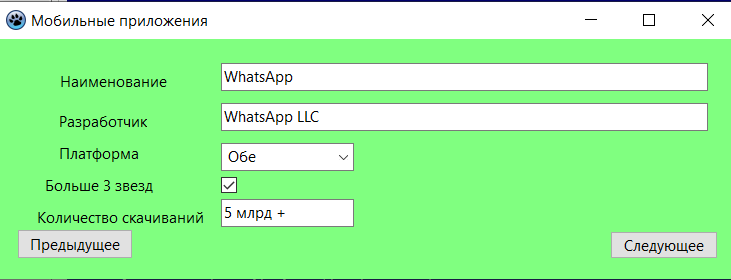 Мобильные приложения
Наименование WhatsApp
Разработчик WhatsApp LLC
Платформа Обе
Больше 3 звезд
Количество скачиваний 5 млрд +
Предыдущее Следующее